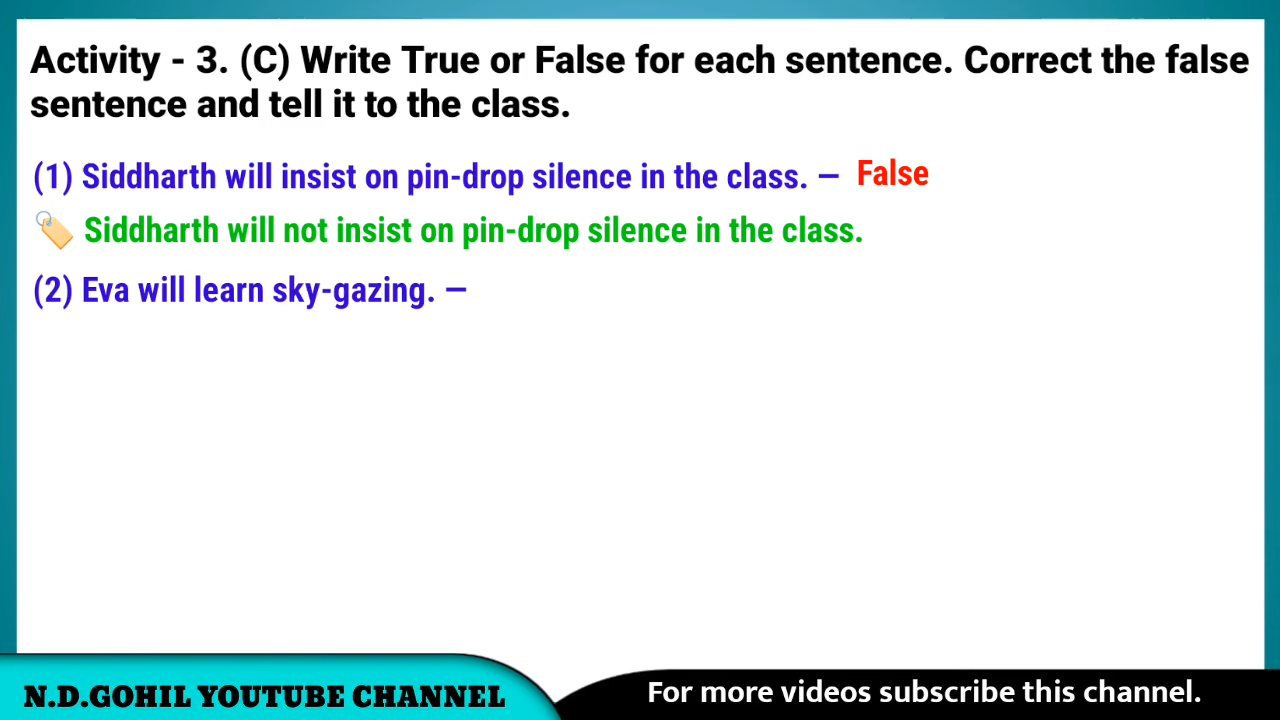 Activity - 3. (C) Write True or False for each sentence. Correct the false
sentence and tell it to the class.
(1) Siddharth will insist on pin-drop silence in the class. – False
Siddharth will not insist on pin-drop silence in the class.
(2) Eva will learn sky-gazing. –
N.D.GOHIL YOUTUBE CHANNEL
For more videos subscribe this channel.